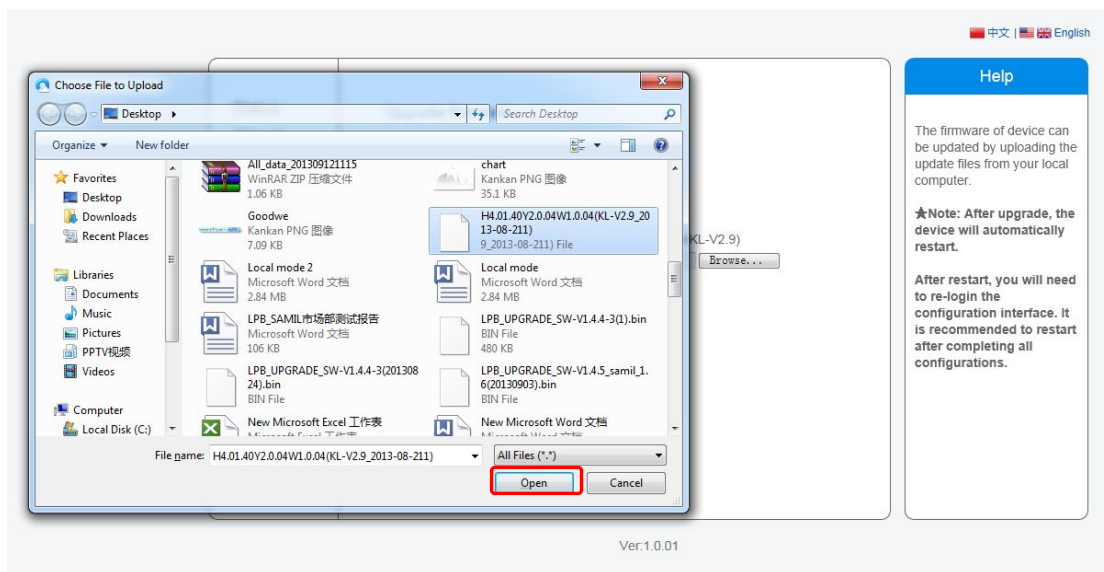 中文 | English
Choose File to Upload
Desktop
Search Desktop
Organize
New folder
Favorites
Desktop
Downloads
Recent Places
Libraries
Documents
Music
Pictures
PPTV视频
Videos
Computer
Local Disk (C:)
All_data_201309121115
WinRAR ZIP 压缩文件
1.06 KB
chart
Kankan PNG 图像
35.1 KB
Goodwe
Kankan PNG 图像
7.09 KB
H4.01.40Y2.0.04W1.0.04(KL-V2.9_20
13-08-211)
9_2013-08-211) File
Local mode 2
Microsoft Word 文档
2.84 MB
Local mode
Microsoft Word 文档
2.84 MB
LPB_SAMIL市场部测试报告
Microsoft Word 文档
106 KB
LPB_UPGRADE_SW-V1.4.4-3(1).bin
BIN File
480 KB
LPB_UPGRADE_SW-V1.4.4-3(201308
24).bin
BIN File
LPB_UPGRADE_SW-V1.4.5_samil_1.
6(20130903).bin
BIN File
New Microsoft Excel 工作表
Microsoft Excel 工作表
New Microsoft Word 文档
Microsoft Word 文档
File name:
H4.01.40Y2.0.04W1.0.04(KL-V2.9_2013-08-211)
All Files (*.*)
Open
Cancel
KL-V2.9)
Browse...
Help
The firmware of device can
be updated by uploading the
update files from your local
computer.
★Note: After upgrade, the
device will automatically
restart.
After restart, you will need
to re-login the
configuration interface. It
is recommended to restart
after completing all
configurations.
Ver:1.0.01